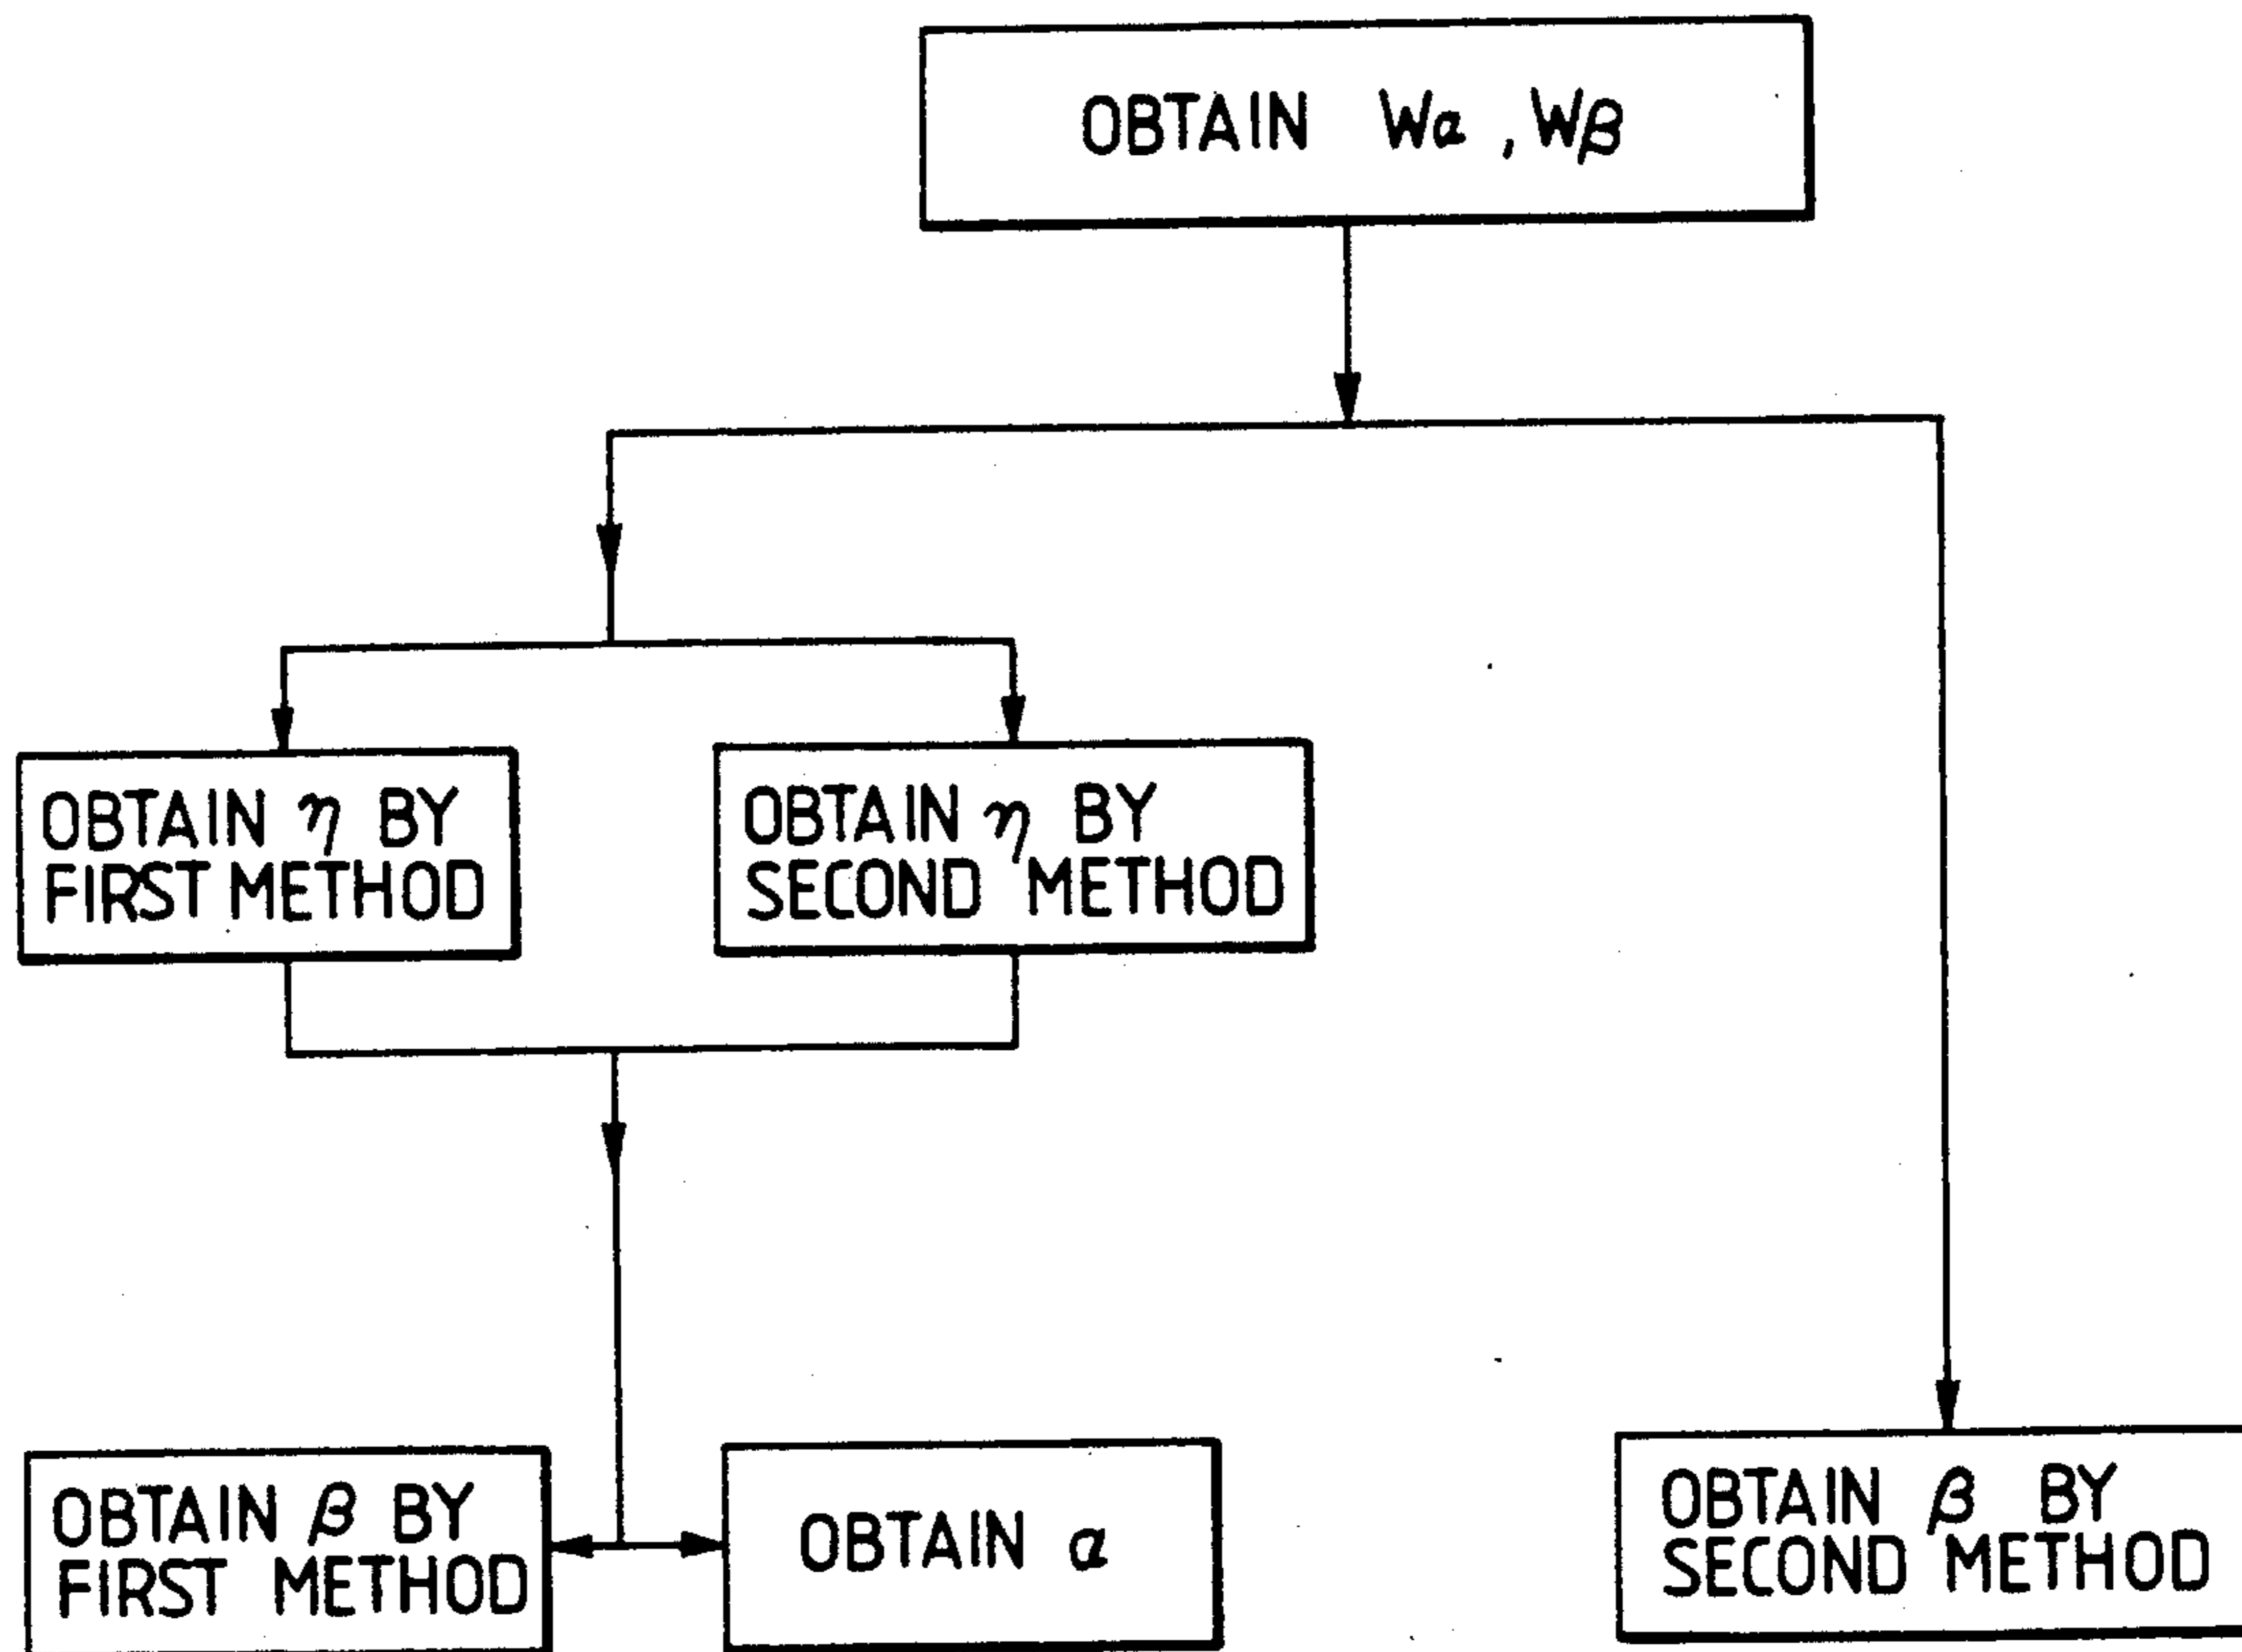 OBTAIN Wα , Wβ
OBTAIN η BY
FIRST METHOD
OBTAIN η BY
SECOND METHOD
OBTAIN β BY
FIRST METHOD
OBTAIN α
OBTAIN β BY
SECOND METHOD